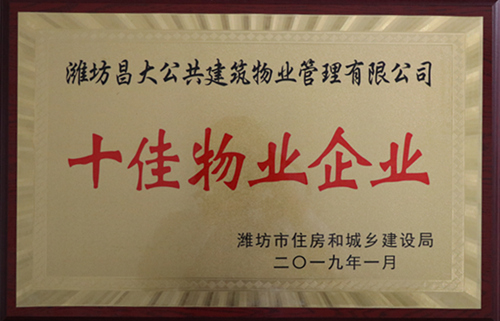 潍坊昌大公共建筑物业管理有限公司
十佳物业企业
潍坊市住房和城乡建设局
二〇一九年一月